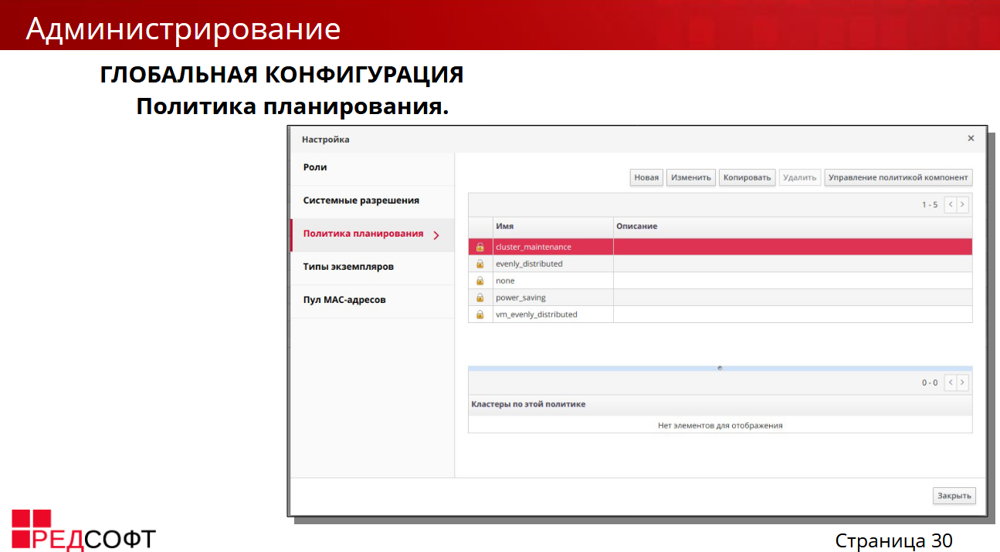 Администрирование
ГЛОБАЛЬНАЯ КОНФИГУРАЦИЯ
Политика планирования.
Настройка ×
Роли
Системные разрешения
Политика планирования
Типы экземпляров
Пул MAC-адресов
Новая Изменить Копировать Удалить Управление политикой компонент
1 - 5 < >
Имя Описание
cluster_maintenance
evenly_distributed
none
power_saving
vm_evenly_distributed
0 - 0 < >
Кластеры по этой политике
Нет элементов для отображения
Закрыть
РЕДСОФТ
Страница 30